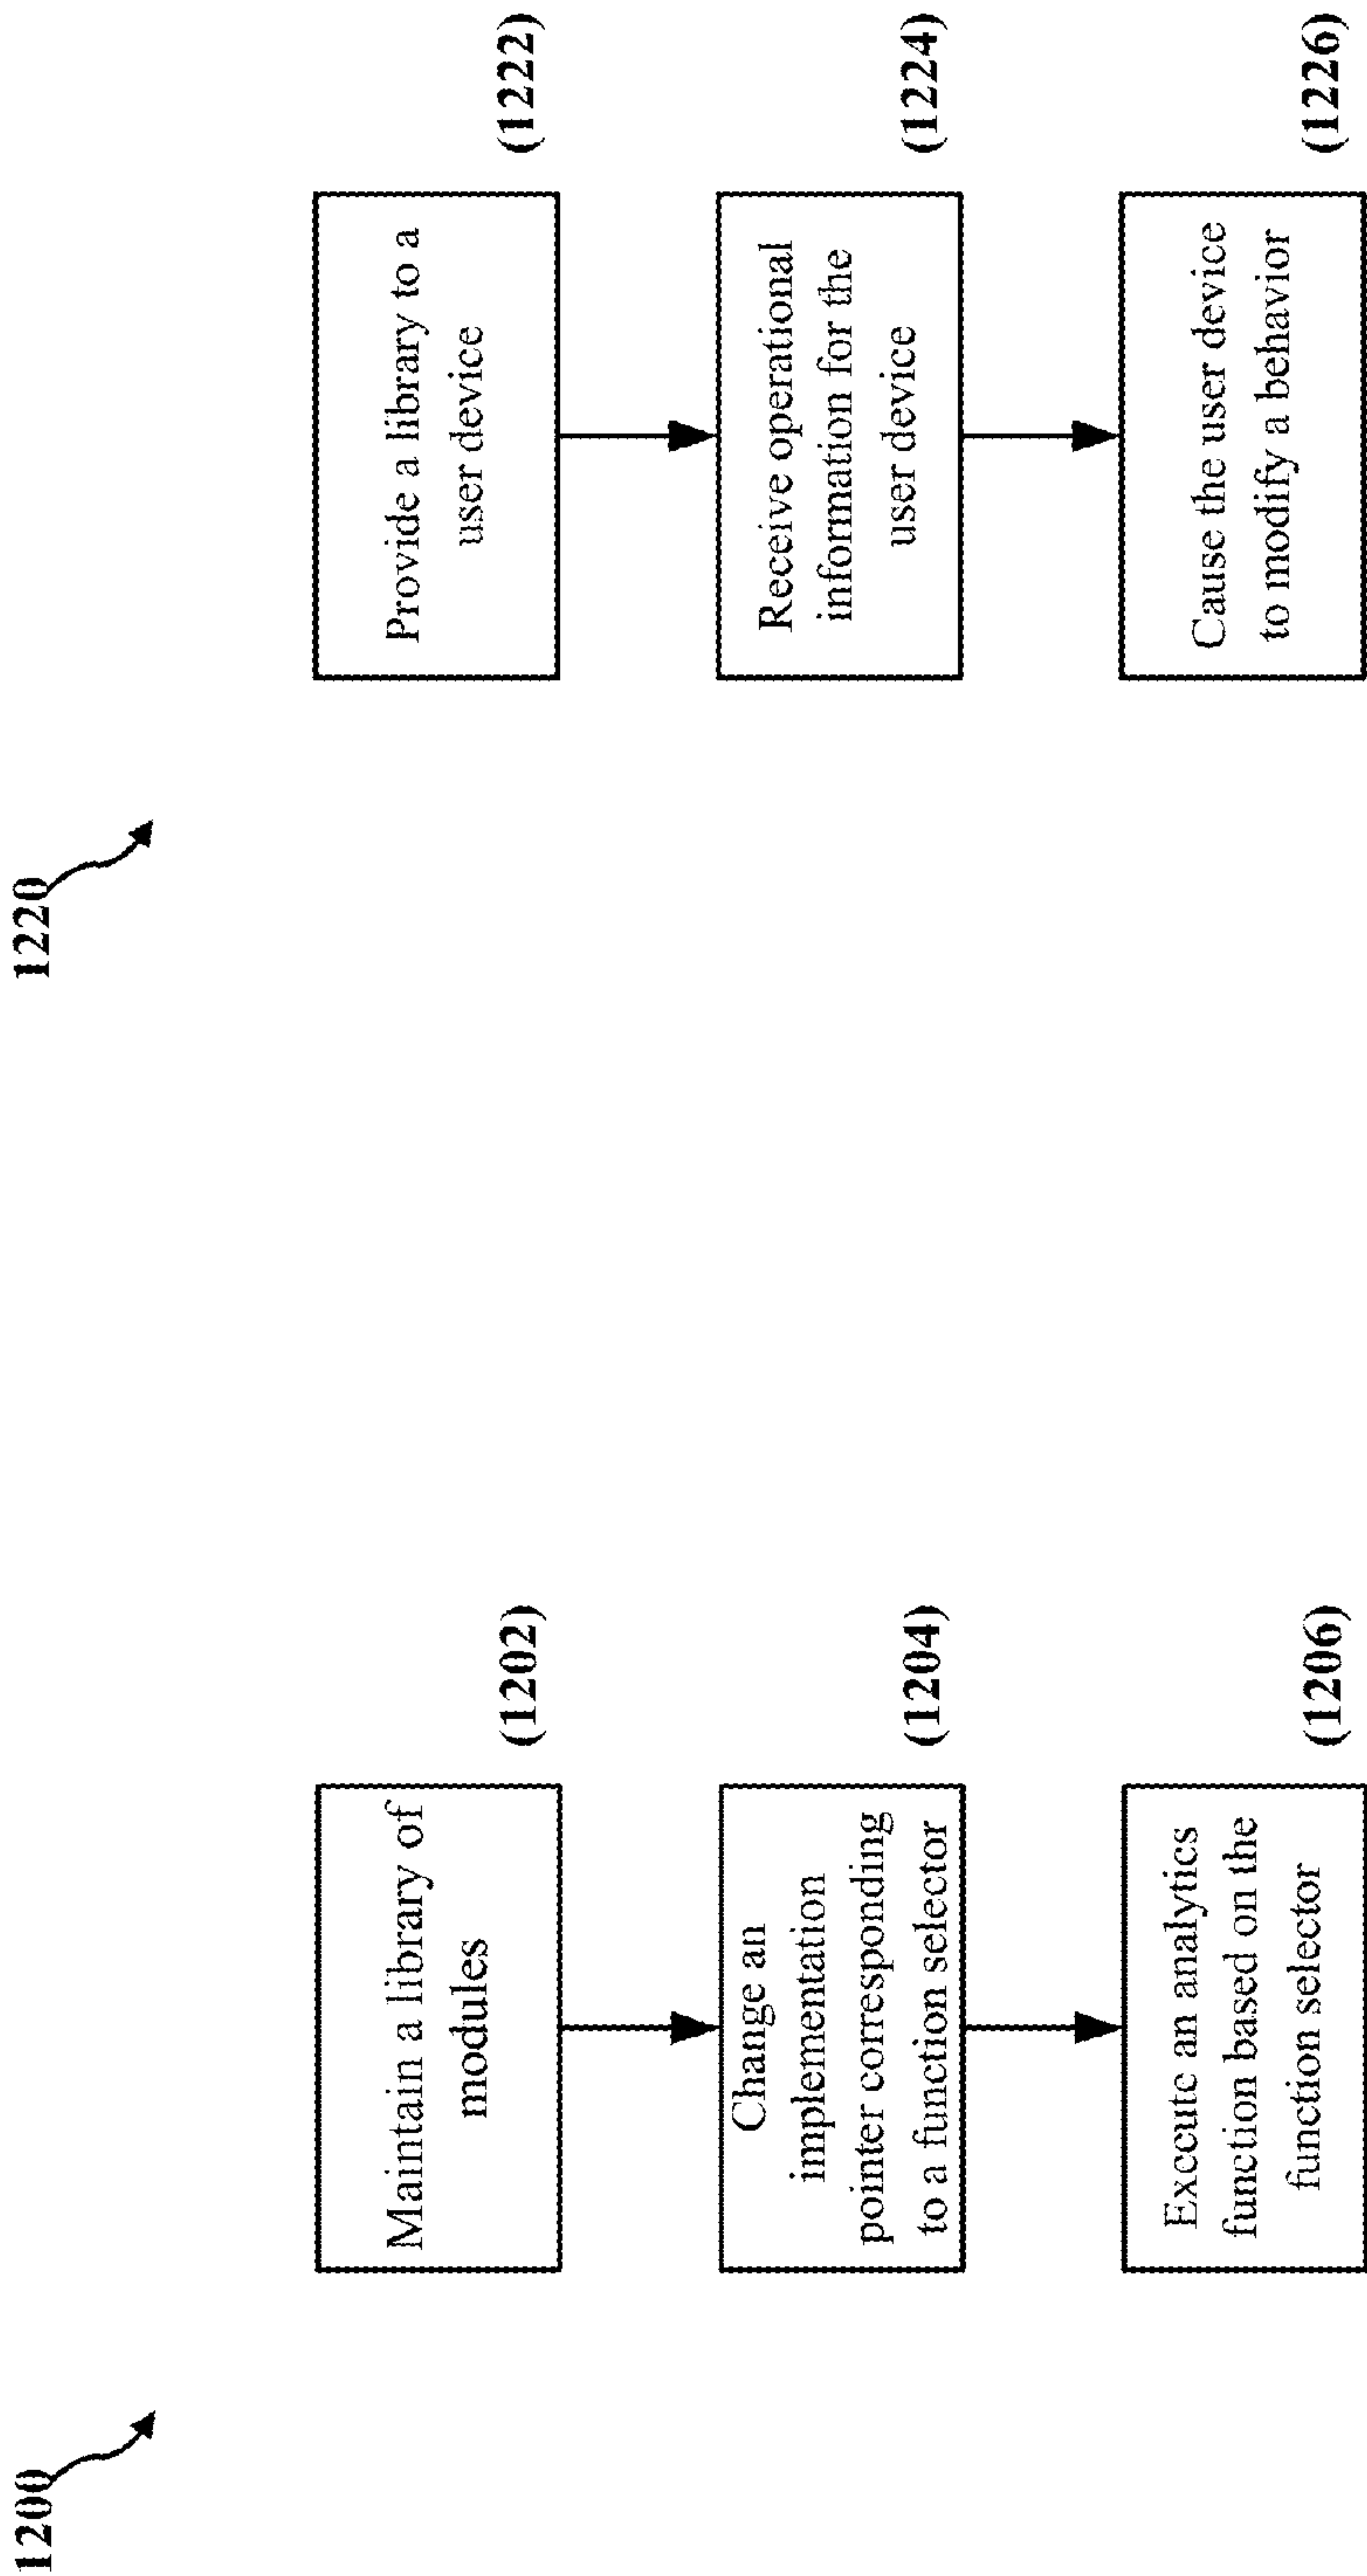 1200
Maintain a library of
modules
(1202)
Change an
implementation
pointer corresponding
to a function selector
(1204)
Execute an analytics
function based on the
function selector
(1206)
1220
Provide a library to a
user device
(1222)
Receive operational
information for the
user device
(1224)
Cause the user device
to modify a behavior
(1226)